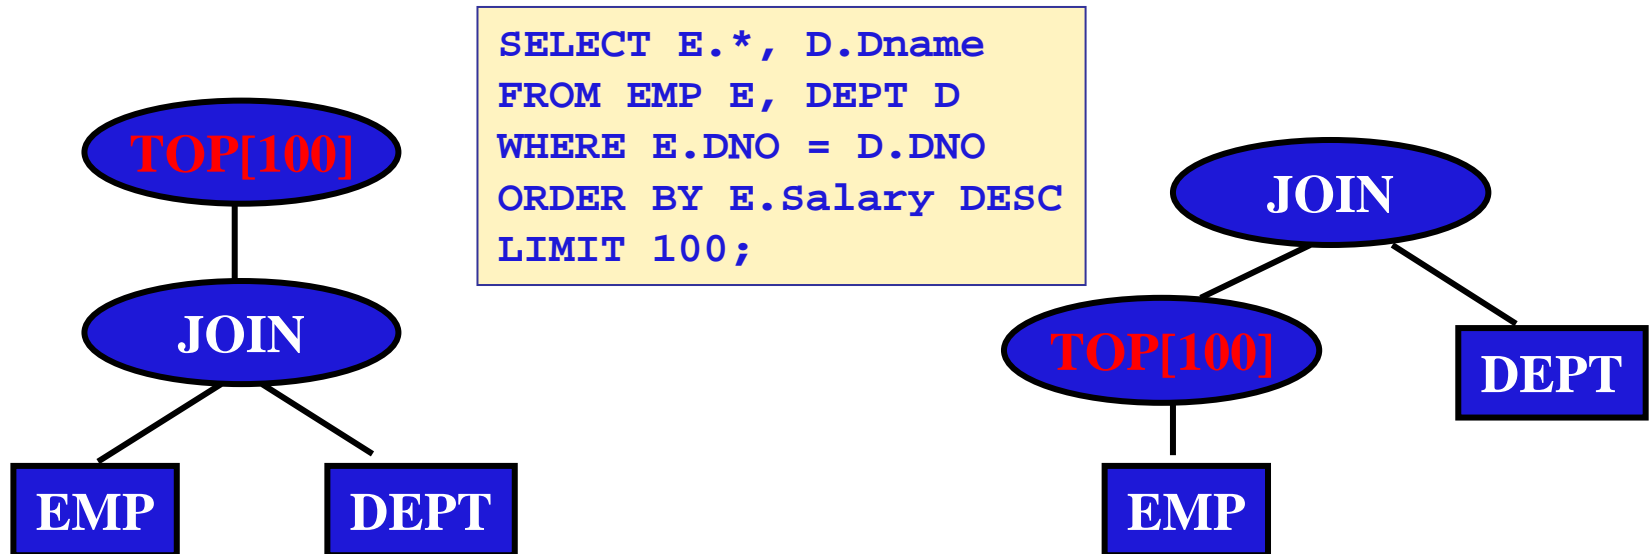 SELECT E.*, D.Dname
FROM EMP E, DEPT D
WHERE E.DNO = D.DNO
ORDER BY E.Salary DESC
LIMIT 100;
TOP[100]
JOIN
EMP
DEPT
JOIN
TOP[100]
DEPT
EMP